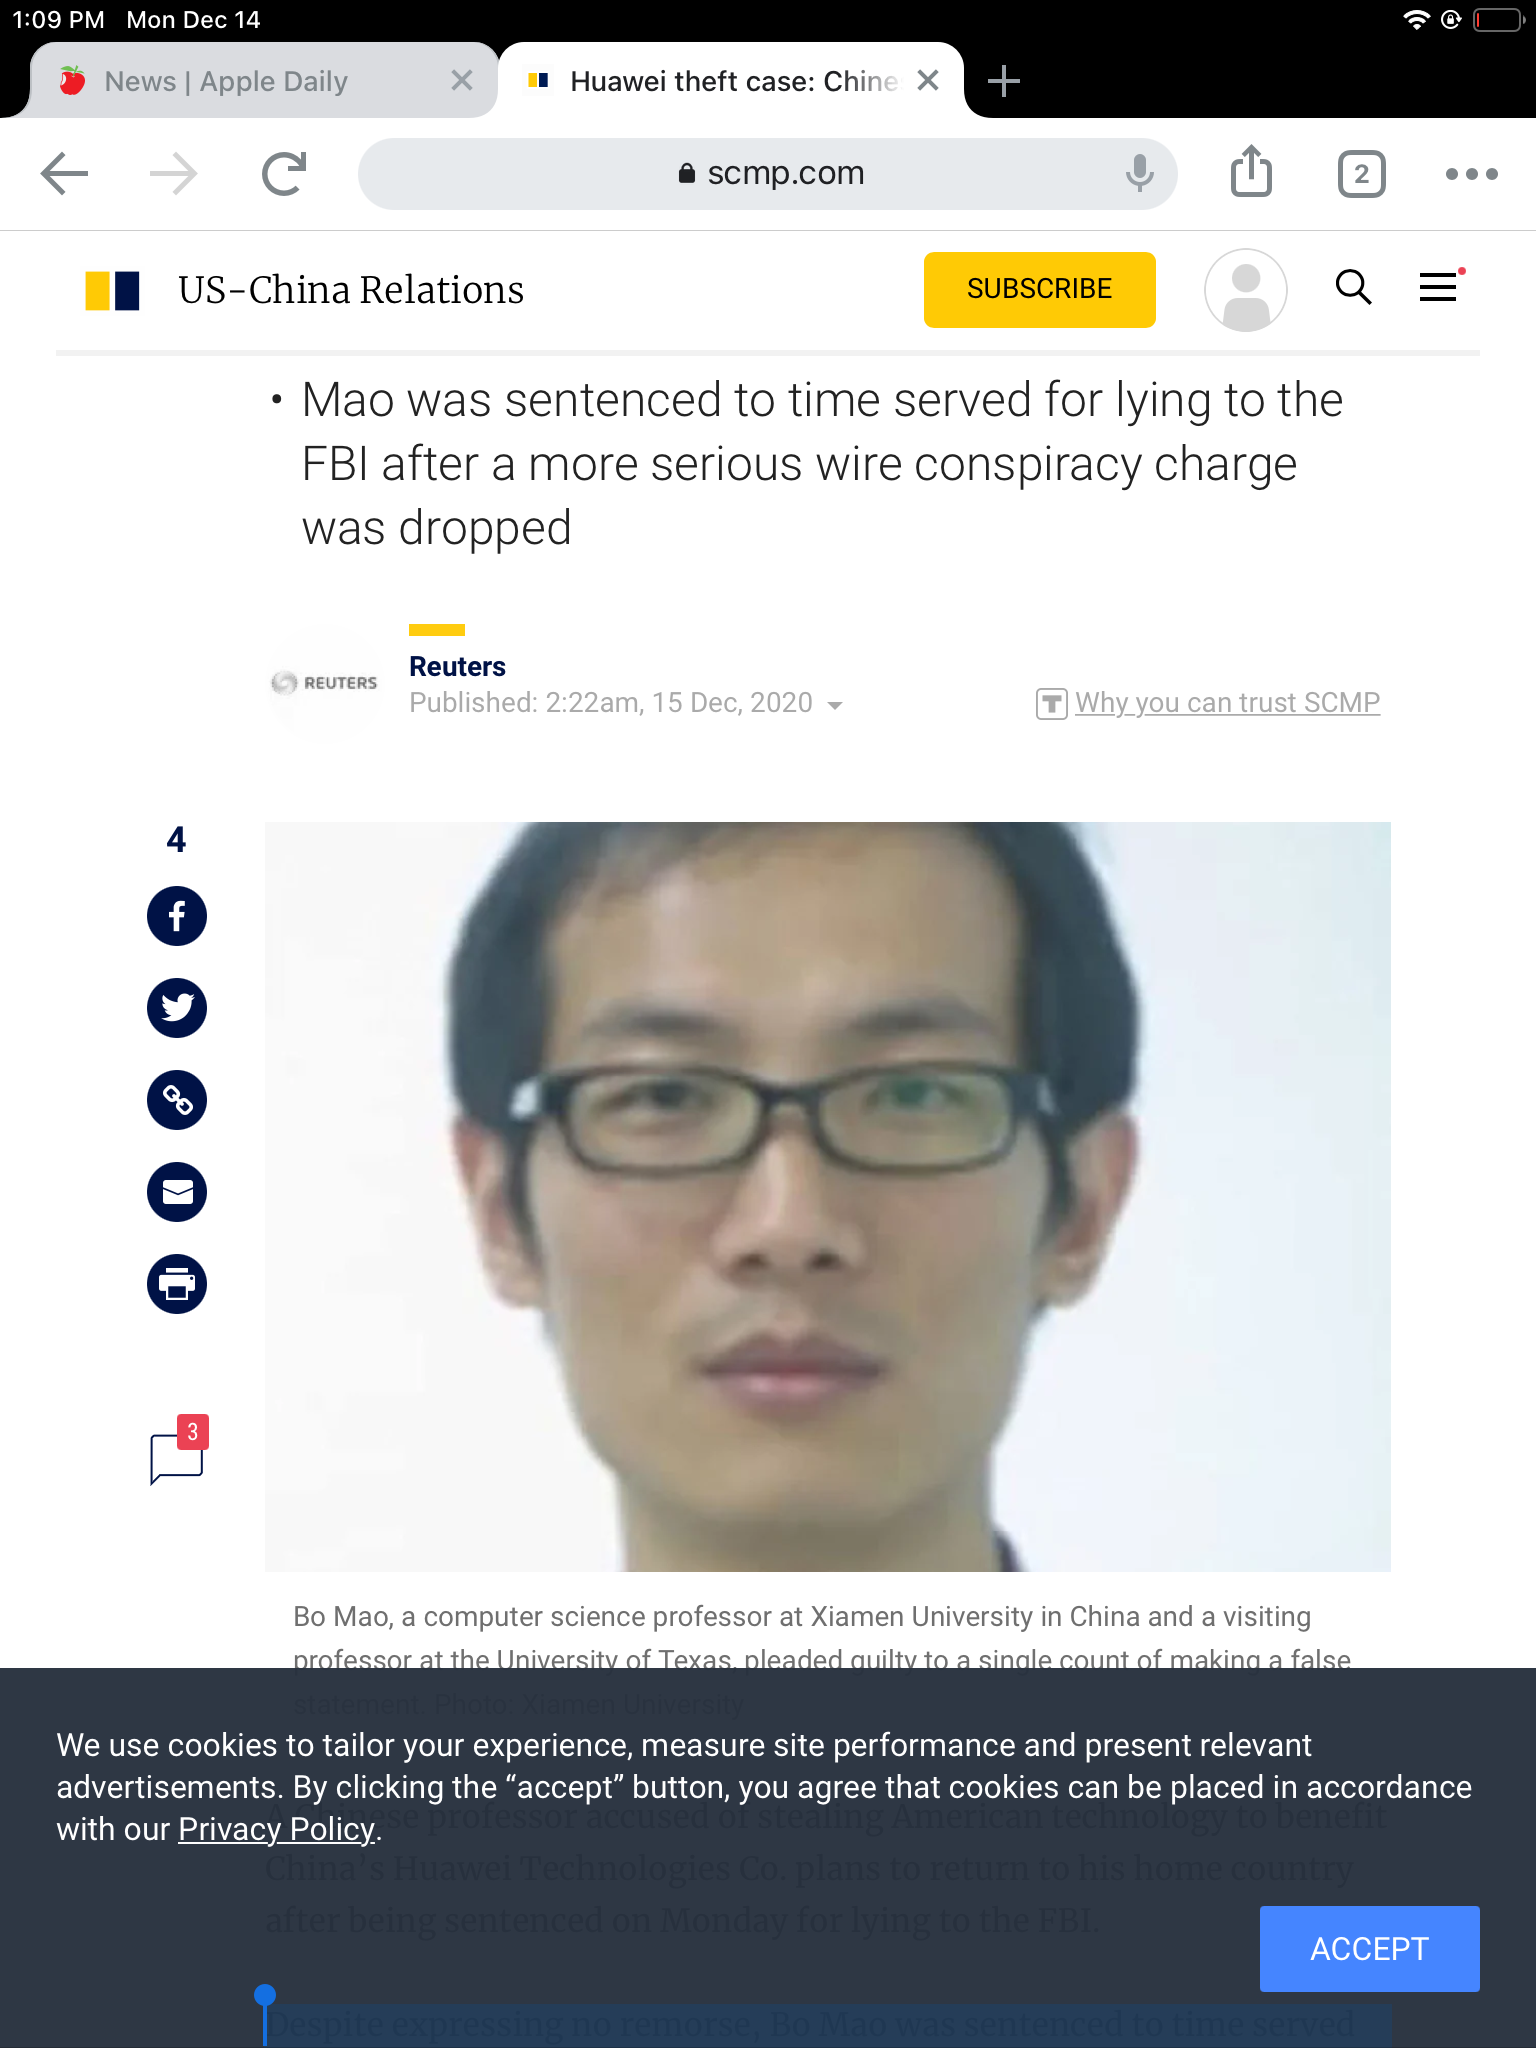 1:09 PM Mon Dec 14
News | Apple Daily
Huawei theft case: Chine
scmp.com
2
US-China Relations
SUBSCRIBE
• Mao was sentenced to time served for lying to the
FBI after a more serious wire conspiracy charge
was dropped
REUTERS
Reuters
Published: 2:22am, 15 Dec, 2020
T Why you can trust SCMP
4
3
Bo Mao, a computer science professor at Xiamen University in China and a visiting
professor at the University of Texas, pleaded guilty to a single count of making a false
statement. Photo: Xiamen University
We use cookies to tailor your experience, measure site performance and present relevant
advertisements. By clicking the “accept” button, you agree that cookies can be placed in accordance
with our Privacy Policy.
A Chinese professor accused of stealing American technology to benefit
China's Huawei Technologies Co. plans to return to his home country
after being sentenced on Monday for lying to the FBI.
ACCEPT
Despite expressing no remorse, Bo Mao was sentenced to time served